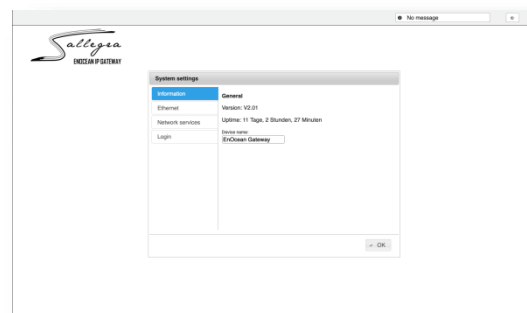 No message
Sallegra
ENOCEAN IP GATEWAY
System settings
Information
Ethernet
Network services
Login
General
Version: V2.01
Uptime: 11 Tage, 2 Stunden, 27 Minuten
Device name:
EnOcean Gateway
OK